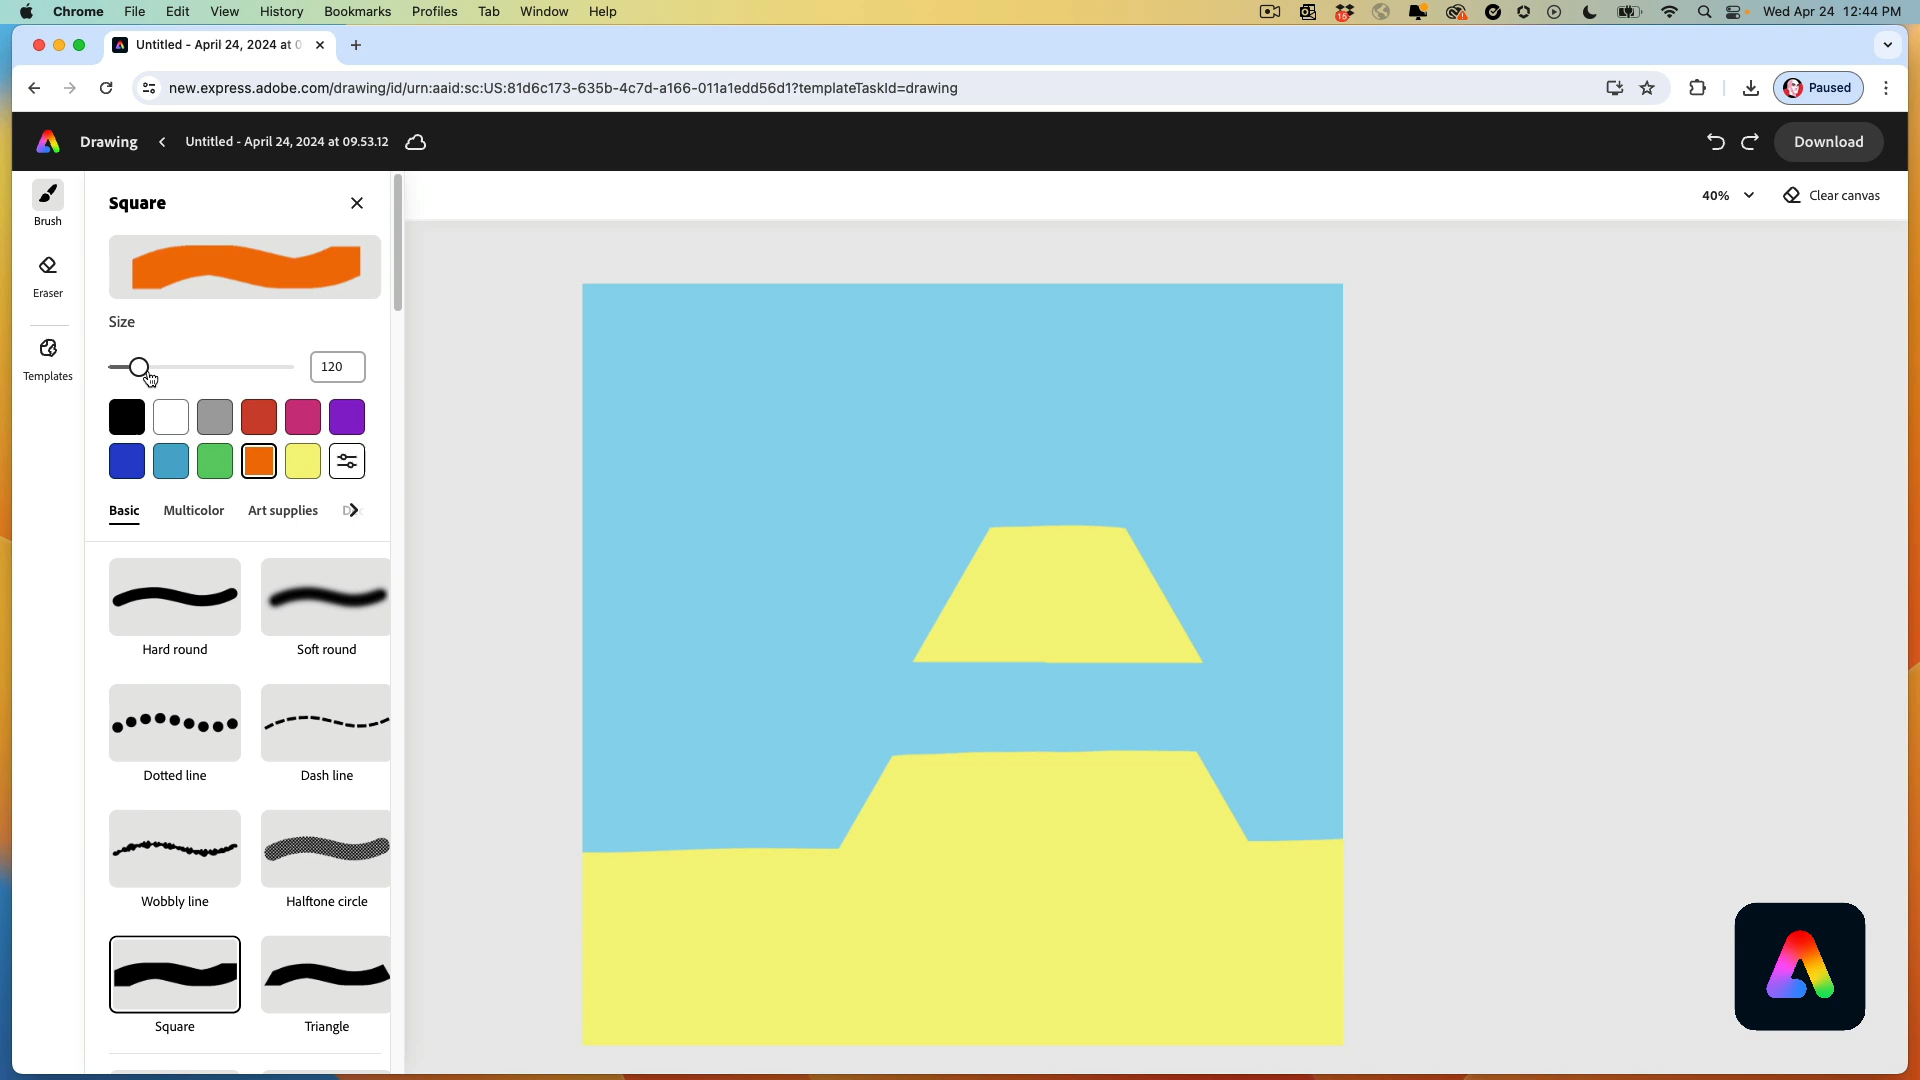 Chrome File Edit View History Bookmarks Profiles Tab Window Help
15
Wed Apr 24 12:44 PM
Untitled - April 24, 2024 at 0
new.express.adobe.com/drawing/id/urn:aaid:sc:US:81d6c173-635b-4c7d-a166-011a1edd56d1?templateTaskId=drawing
Paused
Drawing
Untitled - April 24, 2024 at 09.53.12
Download
Brush
Eraser
Templates
Square
40%
Clear canvas
Size
120
Basic Multicolor Art supplies
Hard round
Soft round
Dotted line
Dash line
Wobbly line
Halftone circle
Square
Triangle